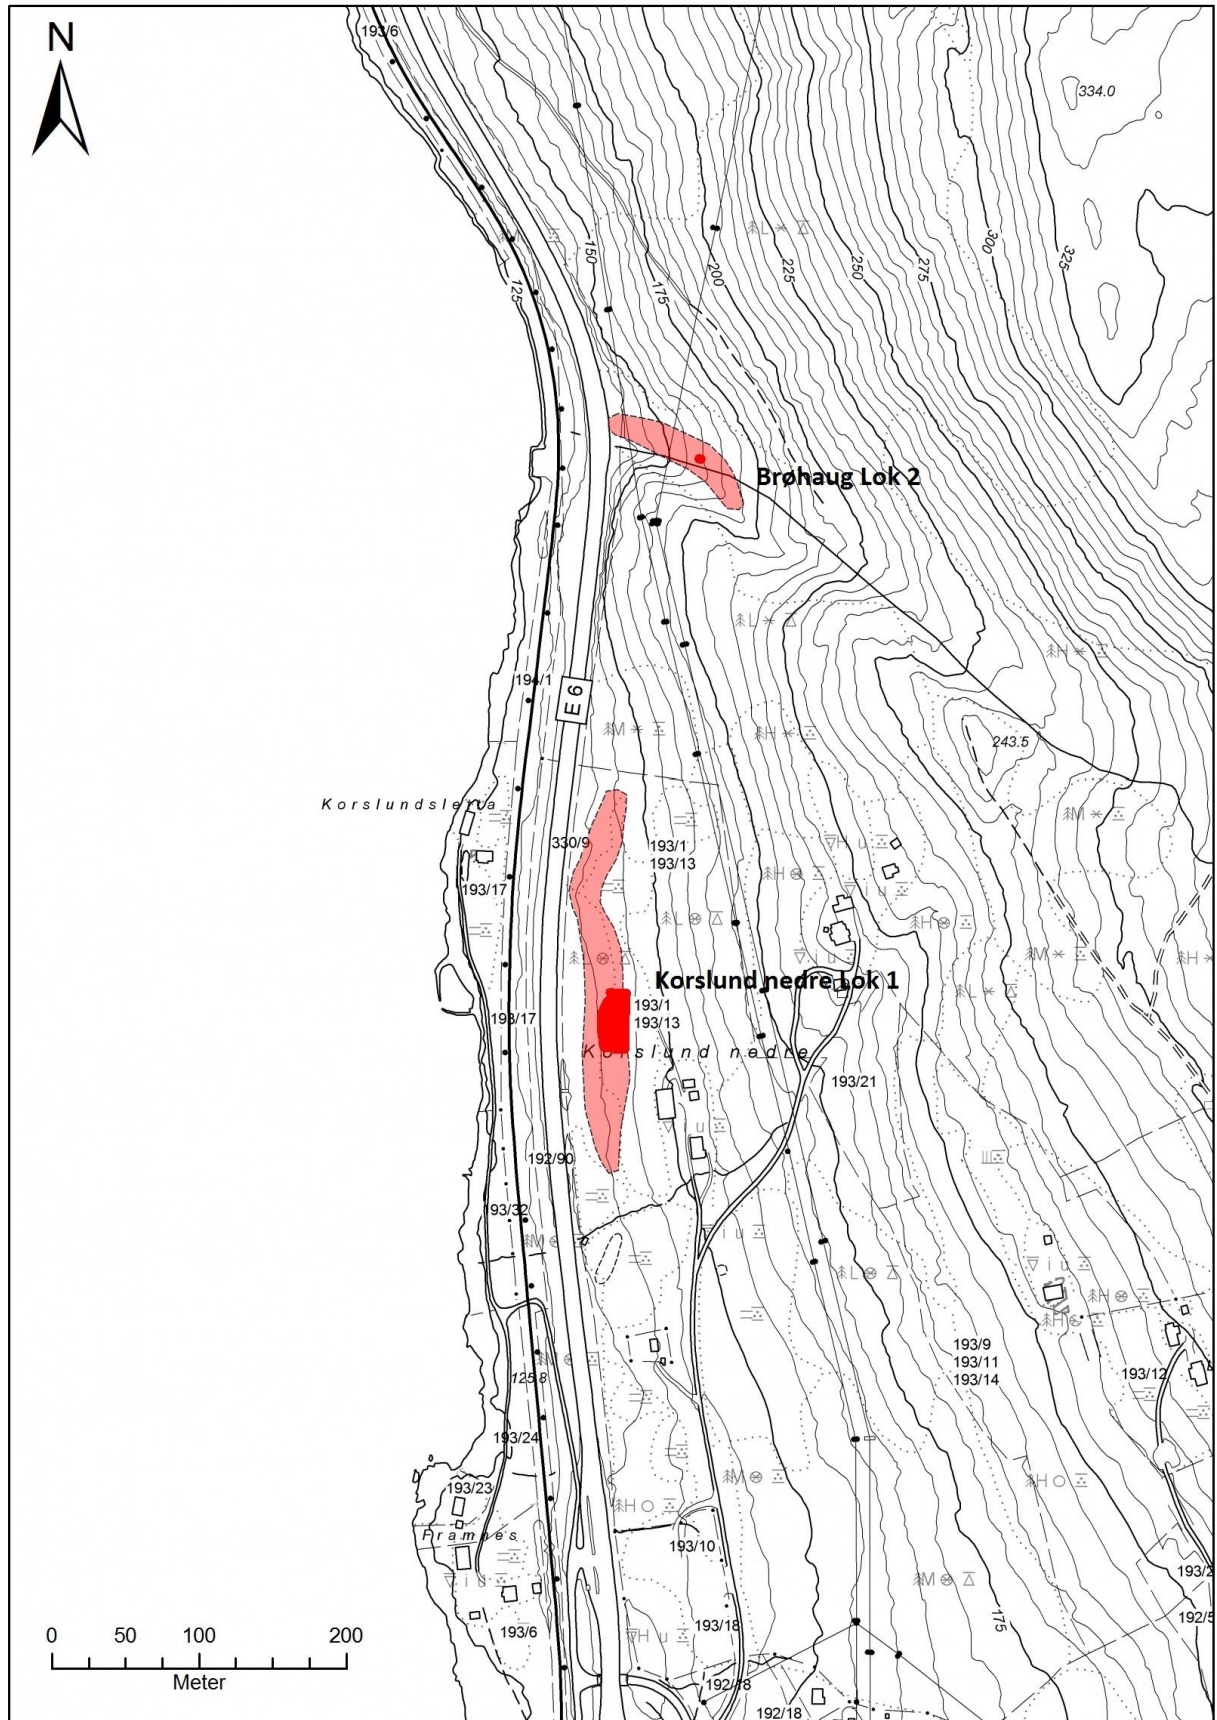 N
193/6
334.0
L
M
150
175
200
225
250
275
300
325
125
Brøhaug Lok 2
L
H
194/1
E6
M
H
243.5
Korslundsletta
M
330/9
193/1
193/13
H u
H
193/17
i u
L
H
M
H
L
i u
Korslund nedre Lok 1
L
193/1
193/13
193/17
Korslund nedre
193/21
i u
192/90
193/32
M
i u
L
i u
H
H
193/9
193/11
193/14
193/12
M
125.8
193/24
M
H
193/23
H
Framnes
193/10
i u
M
175
193/2
192/5
193/6
H u
193/18
192/18
192/18
0 50 100 200
Meter